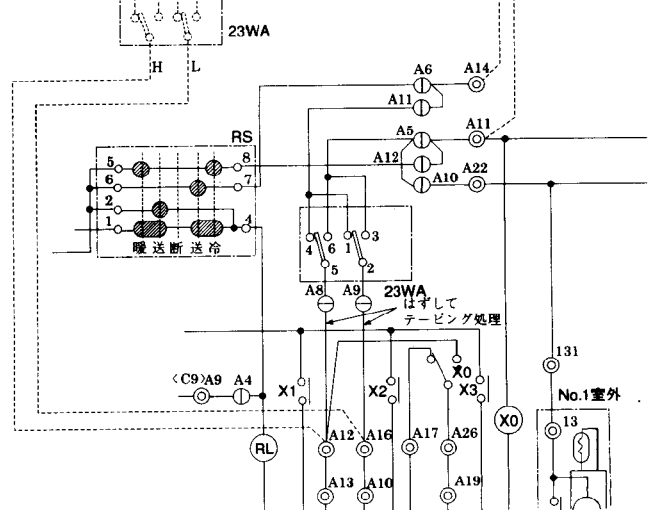 23WA
H L
A6 A14
A11
RS
A5 A11
5 8
A12 A22
6 7
A10
2
1 4
暖 送 断 送 冷
4 6 1 3
5 2
A8 A9 23WA
はずして
テーピング処理
131
<C9>A9 A4 X1 X2 X0 X3
No.1室外
X0 13
RL A12 A16 A17 A26
A13 A10 A19